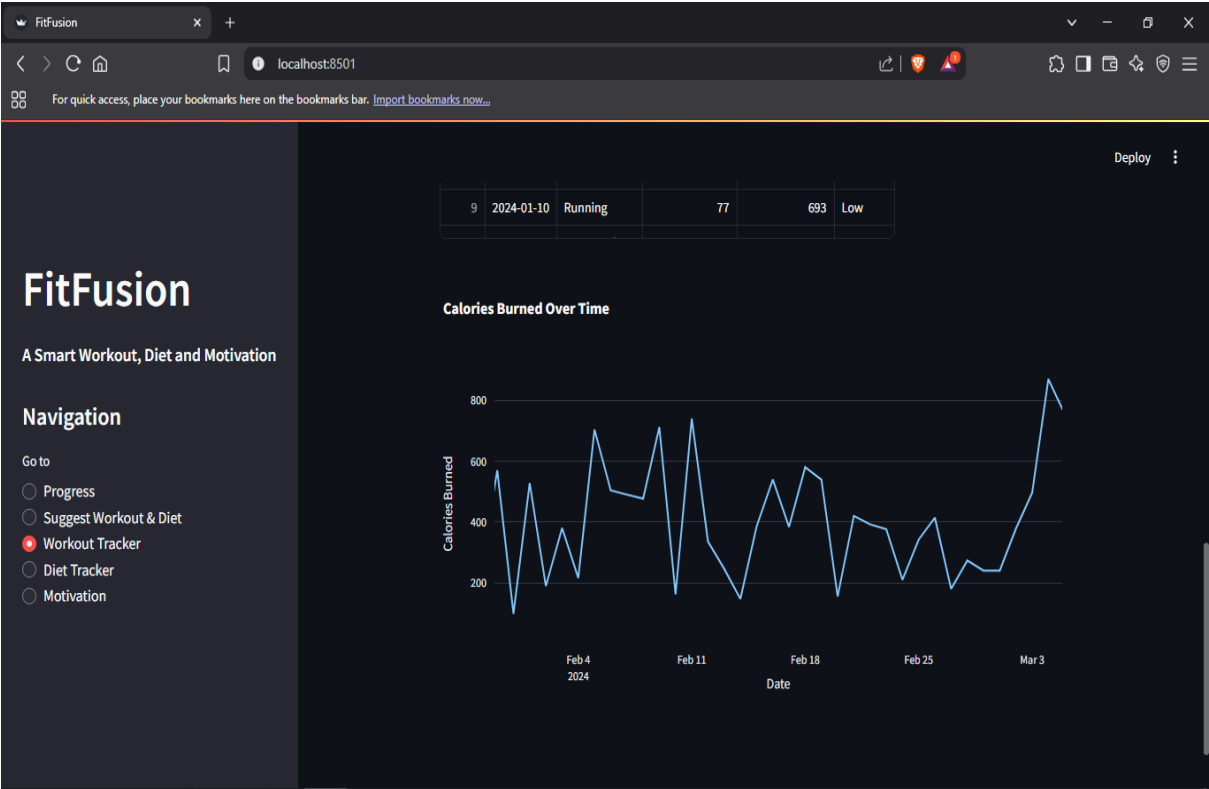 FitFusion
localhost:8501
1
For quick access, place your bookmarks here on the bookmarks bar. Import bookmarks now...
FitFusion
A Smart Workout, Diet and Motivation
Navigation
Go to
Progress
Suggest Workout & Diet
Workout Tracker
Diet Tracker
Motivation
Deploy
9 2024-01-10 Running 77 693 Low
Calories Burned Over Time
Calories Burned
800
600
400
200
Feb 4 Feb 11 Feb 18 Feb 25 Mar 3
2024
Date